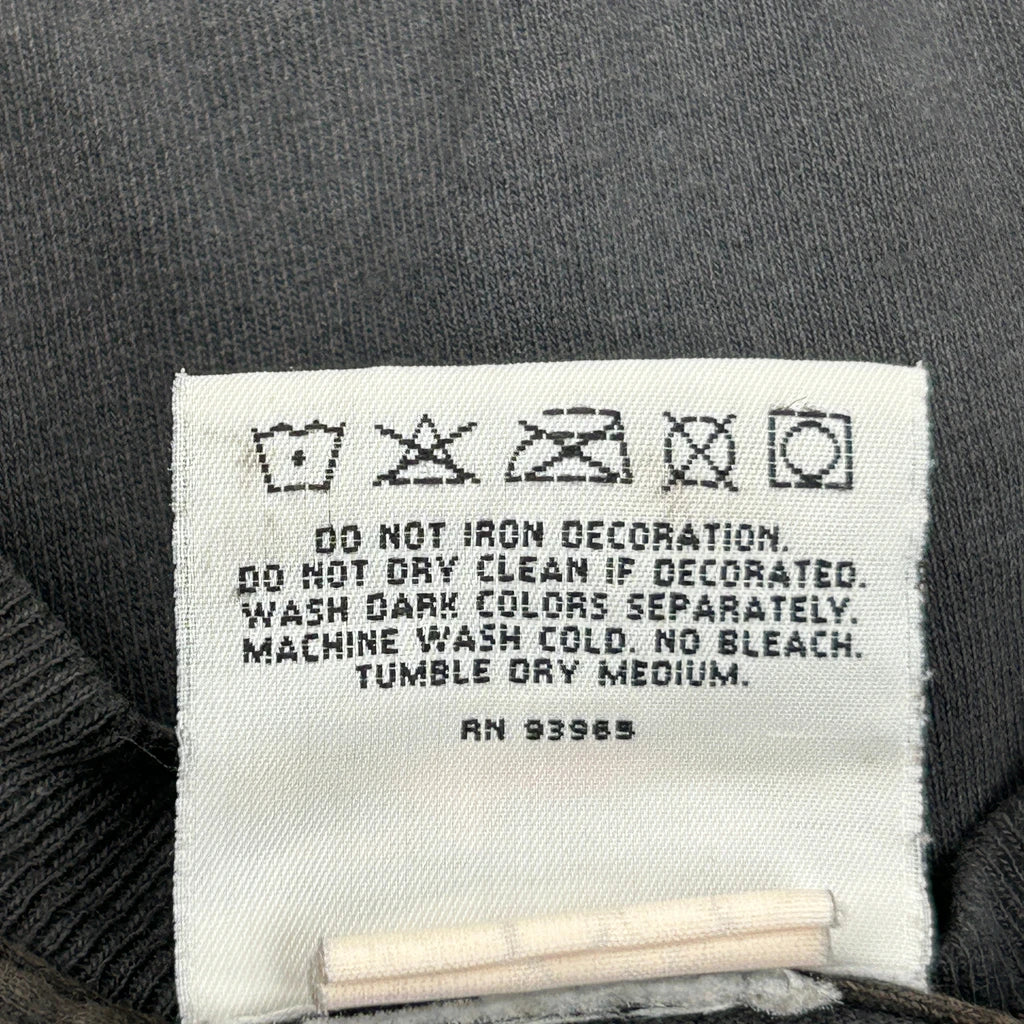 DO NOT IRON DECORATION.
DO NOT DRY CLEAN IF DECORATED.
WASH DARK COLORS SEPARATELY.
MACHINE WASH COLD. NO BLEACH.
TUMBLE DRY MEDIUM.
RN 93965